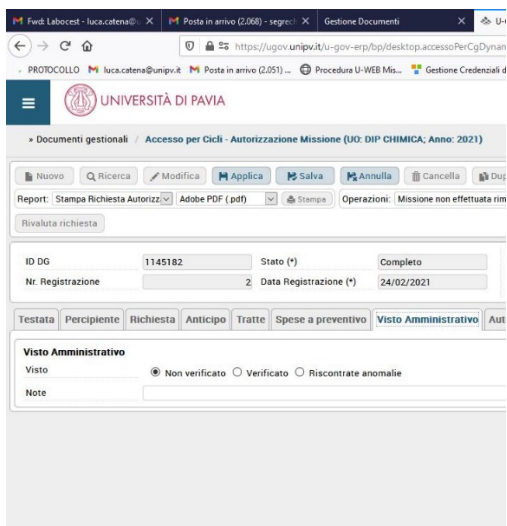 Fwd: Labocest - luca.catena@u
Posta in arrivo (2.068) - segrech
Gestione Documenti
U-
https://ugov.unipv.it/u-gov-erp/bp/desktop.accessoPerCgDynan
PROTOCOLLO luca.catena@unipv.it Posta in arrivo (2.051) ... Procedura U-WEB Mis... Gestione Credenziali d
UNIVERSITÀ DI PAVIA
» Documenti gestionali / Accesso per Cicli - Autorizzazione Missione (UO: DIP CHIMICA; Anno: 2021)
Nuovo Ricerca Modifica Applica Salva Annulla Cancella Dup
Report: Stampa Richiesta Autorizz Adobe PDF (.pdf) Stampa Operazioni: Missione non effettuata rim
Rivaluta richiesta
ID DG 1145182 Stato (*) Completo
Nr. Registrazione 2 Data Registrazione (*) 24/02/2021
Testata Percipiente Richiesta Anticipo Tratte Spese a preventivo Visto Amministrativo Aut
Visto Amministrativo
Visto Non verificato Verificato Riscontrate anomalie
Note